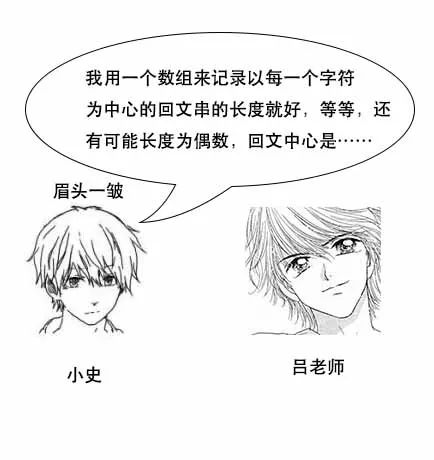 我用一个数组来记录以每一个字符
为中心的回文串的长度就好，等等，还
有可能长度为偶数，回文中心是……
眉头一皱
小史
吕老师